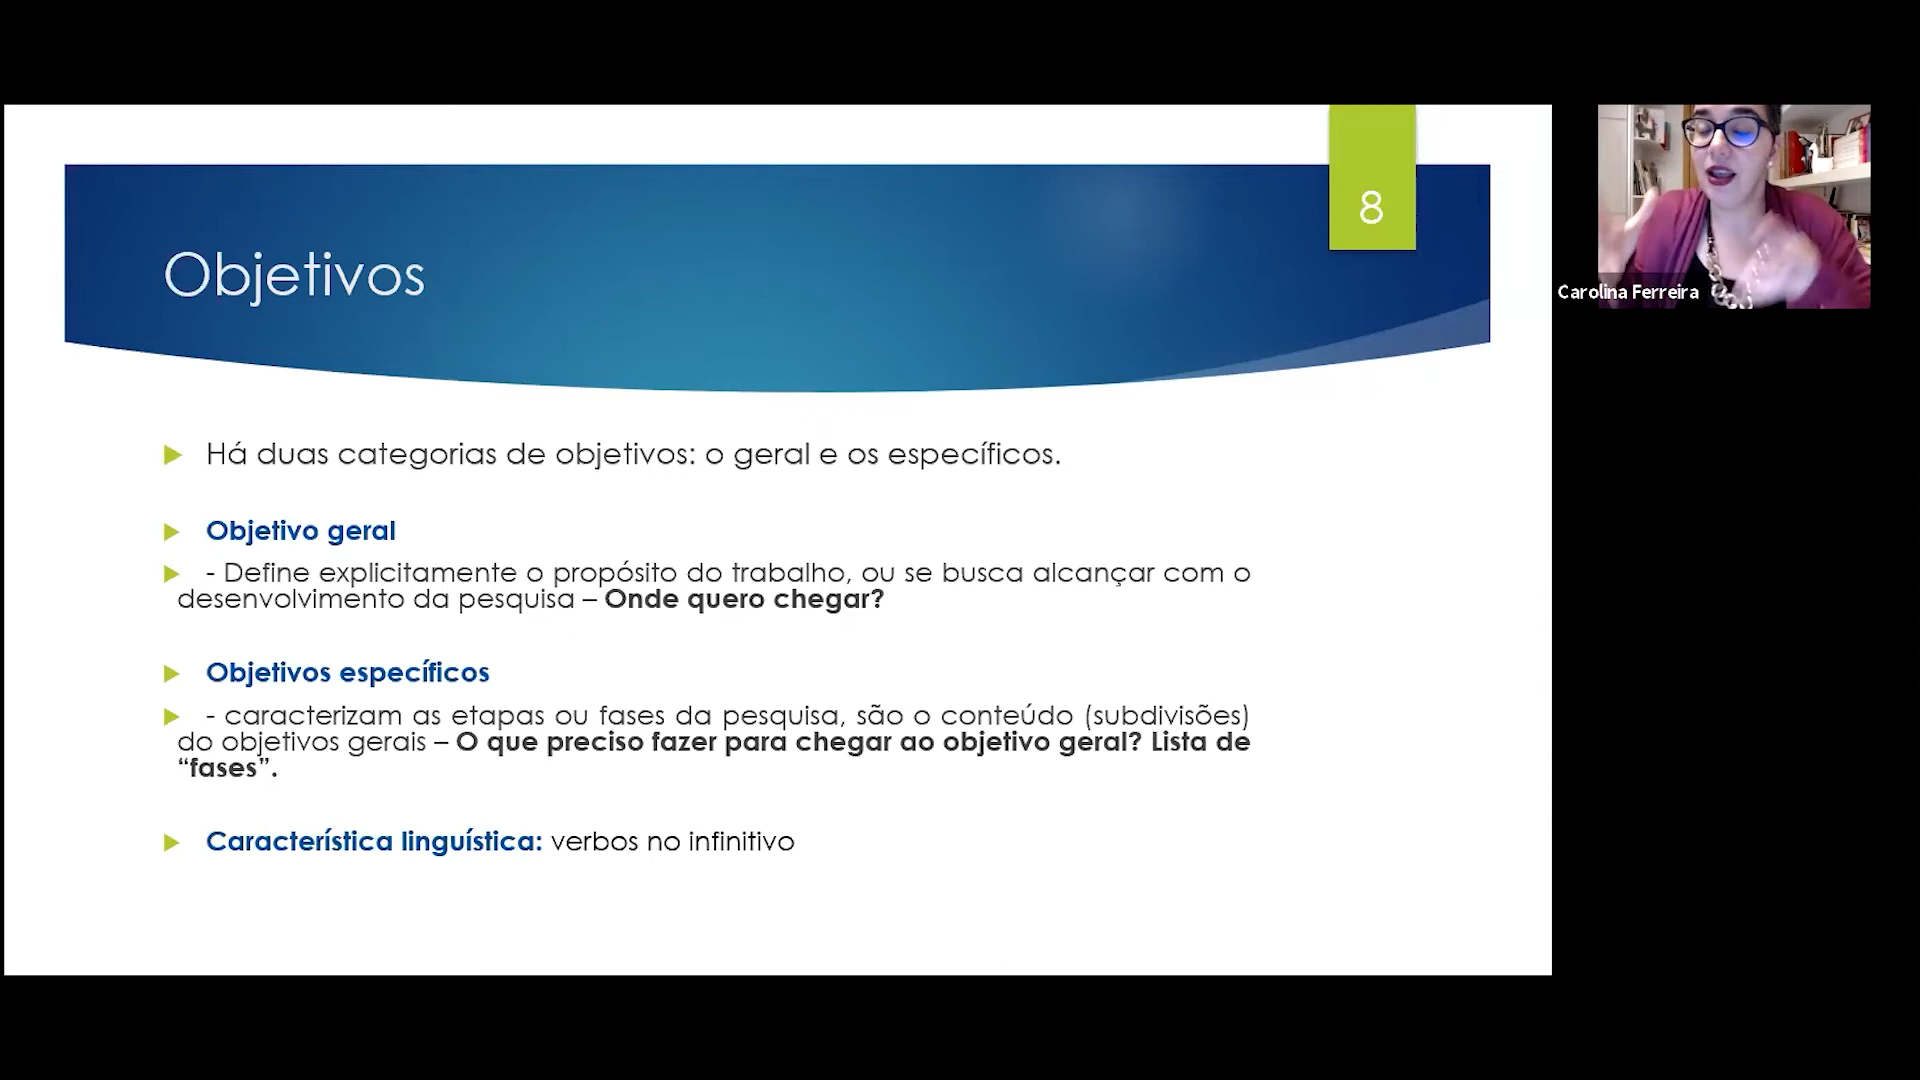 8
Objetivos
Carolina Ferreira
Há duas categorias de objetivos: o geral e os específicos.
Objetivo geral
- Define explicitamente o propósito do trabalho, ou se busca alcançar com o
desenvolvimento da pesquisa – Onde quero chegar?
Objetivos específicos
- caracterizam as etapas ou fases da pesquisa, são o conteúdo (subdivisões)
do objetivos gerais – O que preciso fazer para chegar ao objetivo geral? Lista de
“fases”.
Característica linguística: verbos no infinitivo